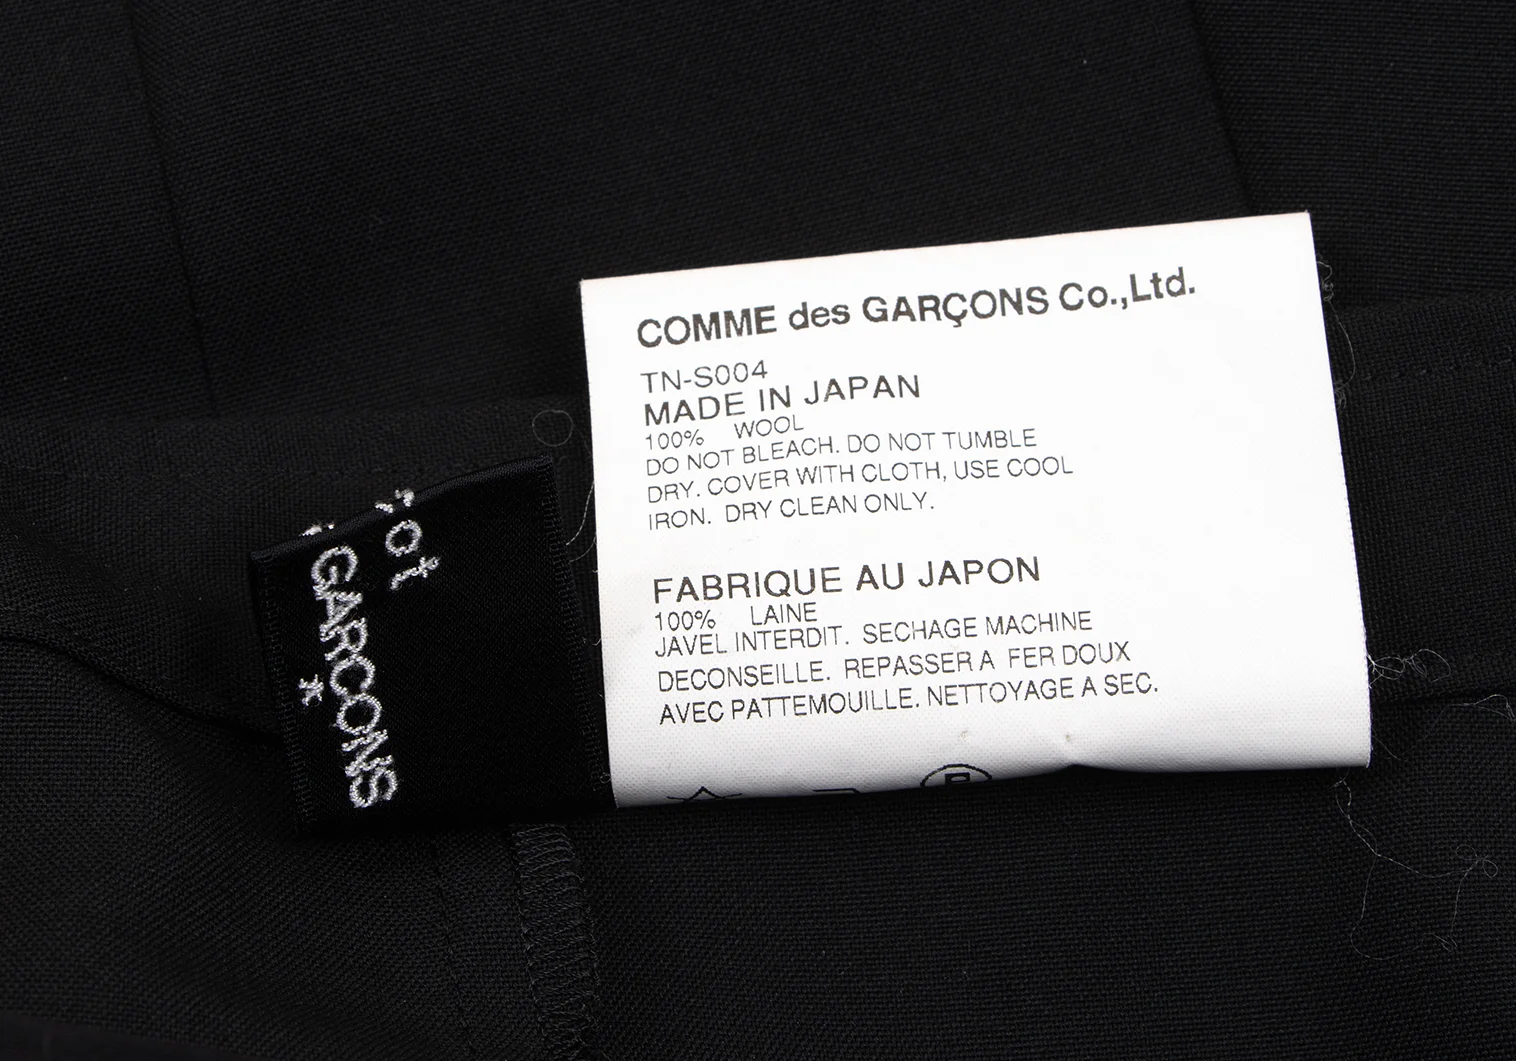 COMME des GARÇONS Co.,Ltd.
TN-S004
MADE IN JAPAN
100% WOOL
DO NOT BLEACH. DO NOT TUMBLE
DRY. COVER WITH CLOTH, USE COOL
IRON. DRY CLEAN ONLY.
FABRIQUE AU JAPON
100% LAINE
JAVEL INTERDIT. SECHAGE MACHINE
DECONSEILLE. REPASSER A FER DOUX
AVEC PATTEMOUILLE. NETTOYAGE A SEC.
GARCONS